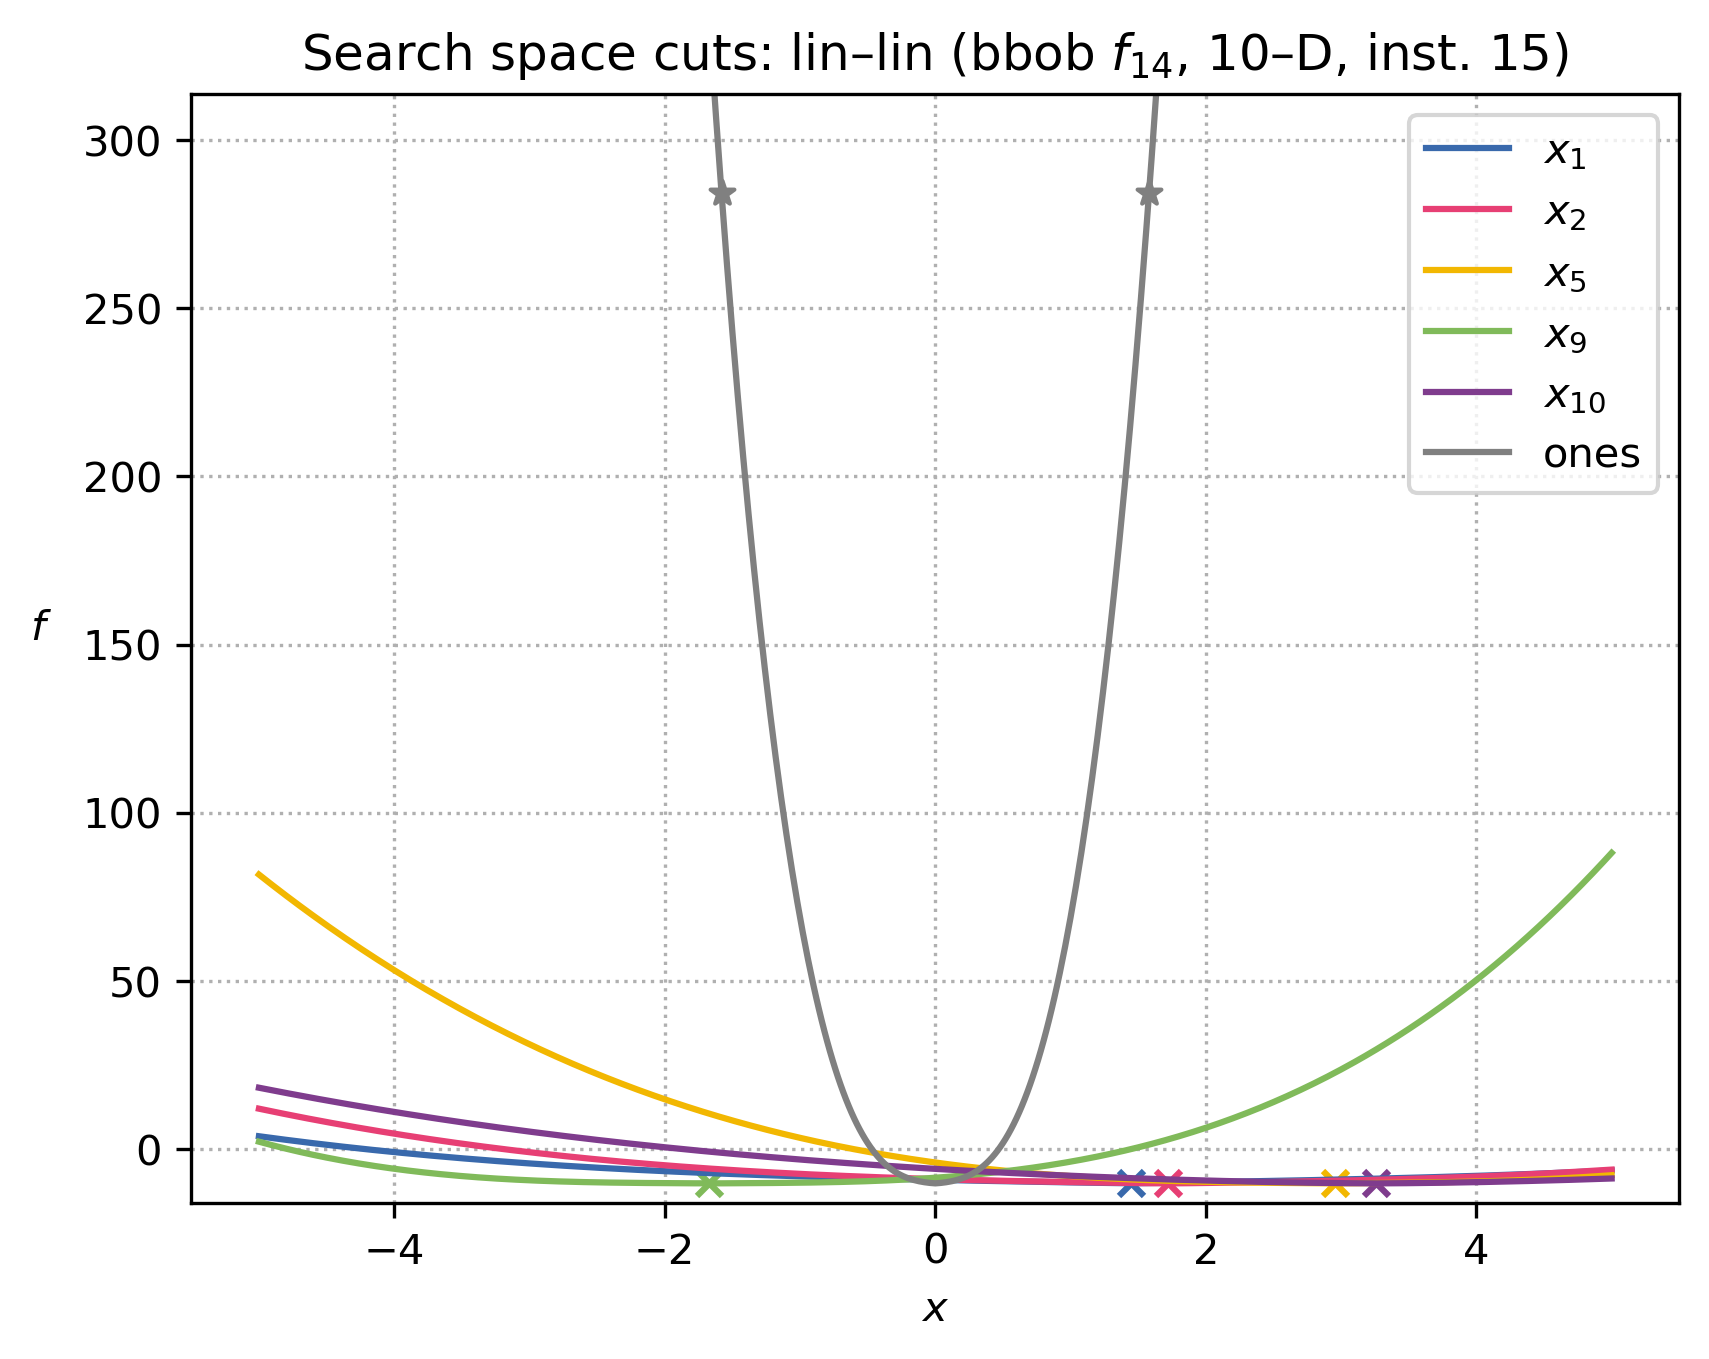 Search space cuts: lin–lin (bbob f₁₄, 10–D, inst. 15)
300
250
200
150
100
50
0
f
−4
−2
0
2
4
x
x₁
x₂
x₅
x₉
x₁₀
ones